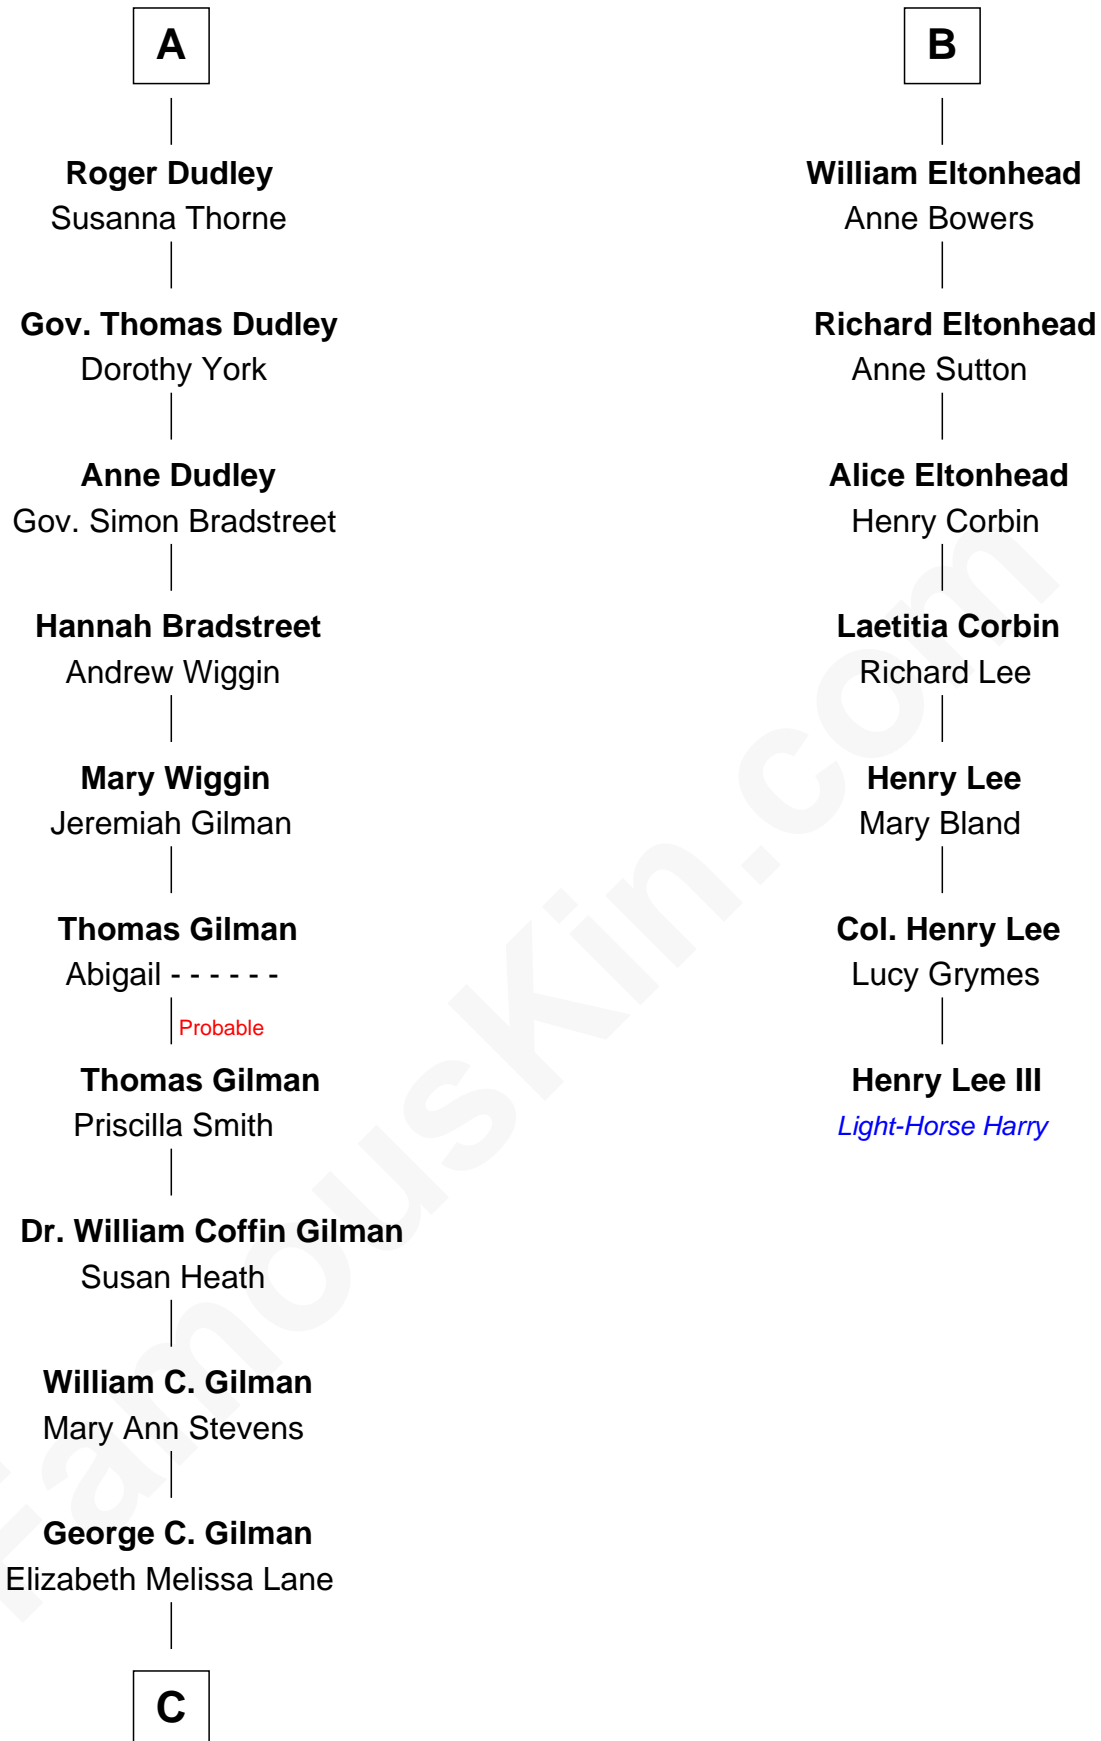 A
Roger Dudley
Susanna Thorne
Gov. Thomas Dudley
Dorothy York
Anne Dudley
Gov. Simon Bradstreet
Hannah Bradstreet
Andrew Wiggin
Mary Wiggin
Jeremiah Gilman
Thomas Gilman
Abigail - - - - - -
Probable
Thomas Gilman
Priscilla Smith
Dr. William Coffin Gilman
Susan Heath
William C. Gilman
Mary Ann Stevens
George C. Gilman
Elizabeth Melissa Lane
C
B
William Eltonhead
Anne Bowers
Richard Eltonhead
Anne Sutton
Alice Eltonhead
Henry Corbin
Laetitia Corbin
Richard Lee
Henry Lee
Mary Bland
Col. Henry Lee
Lucy Grymes
Henry Lee III
Light-Horse Harry
FamousKin.com